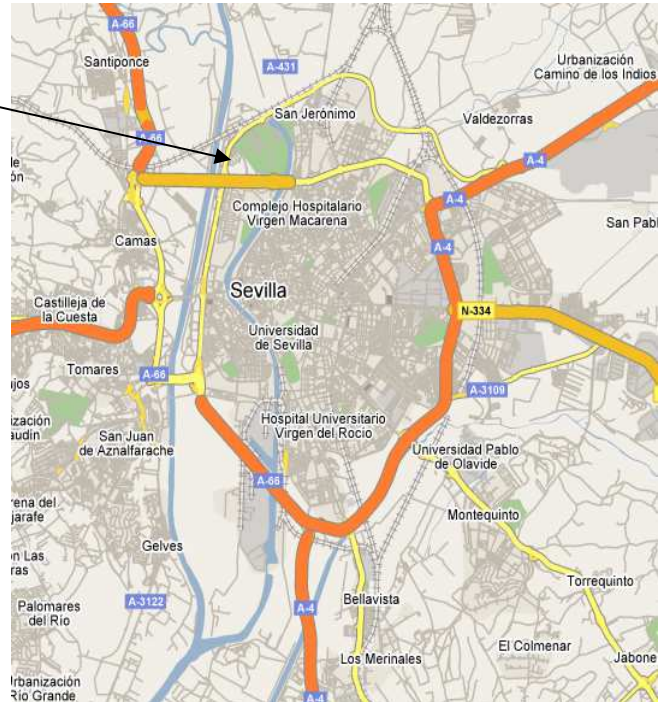 A-66
Santiponce
A-431
Urbanización
Camino de los Indios
San Jerónimo
Valdezorras
A-66
A-4
Complejo Hospitalario
Virgen Macarena
A-4
Camas
A-4
Castilleja de
la Cuesta
Sevilla
N-334
Universidad
de Sevilla
Tomares
A-66
A-3109
San Juan
de Aznalfarache
Hospital Universitario
Virgen del Rocio
Universidad Pablo
de Olavide
A-66
Montequinto
Gelves
Torrequinto
A-3122
Bellavista
A-4
Palomares
del Río
El Colmenar
Los Merinales
A-4
Río Grande